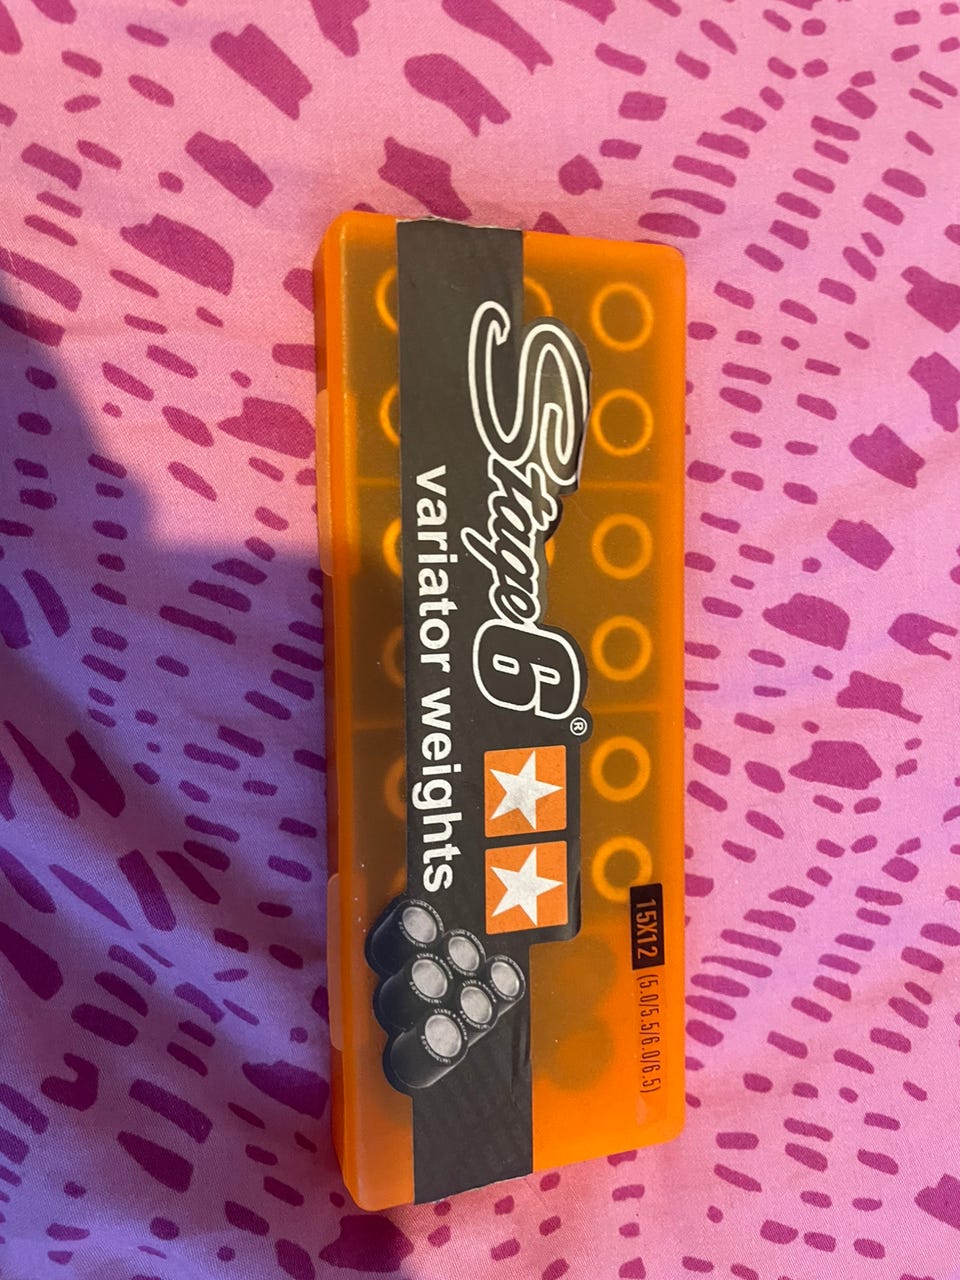 Stage6®
variator weights
15X12 (5.0/5.5/6.0/6.5)